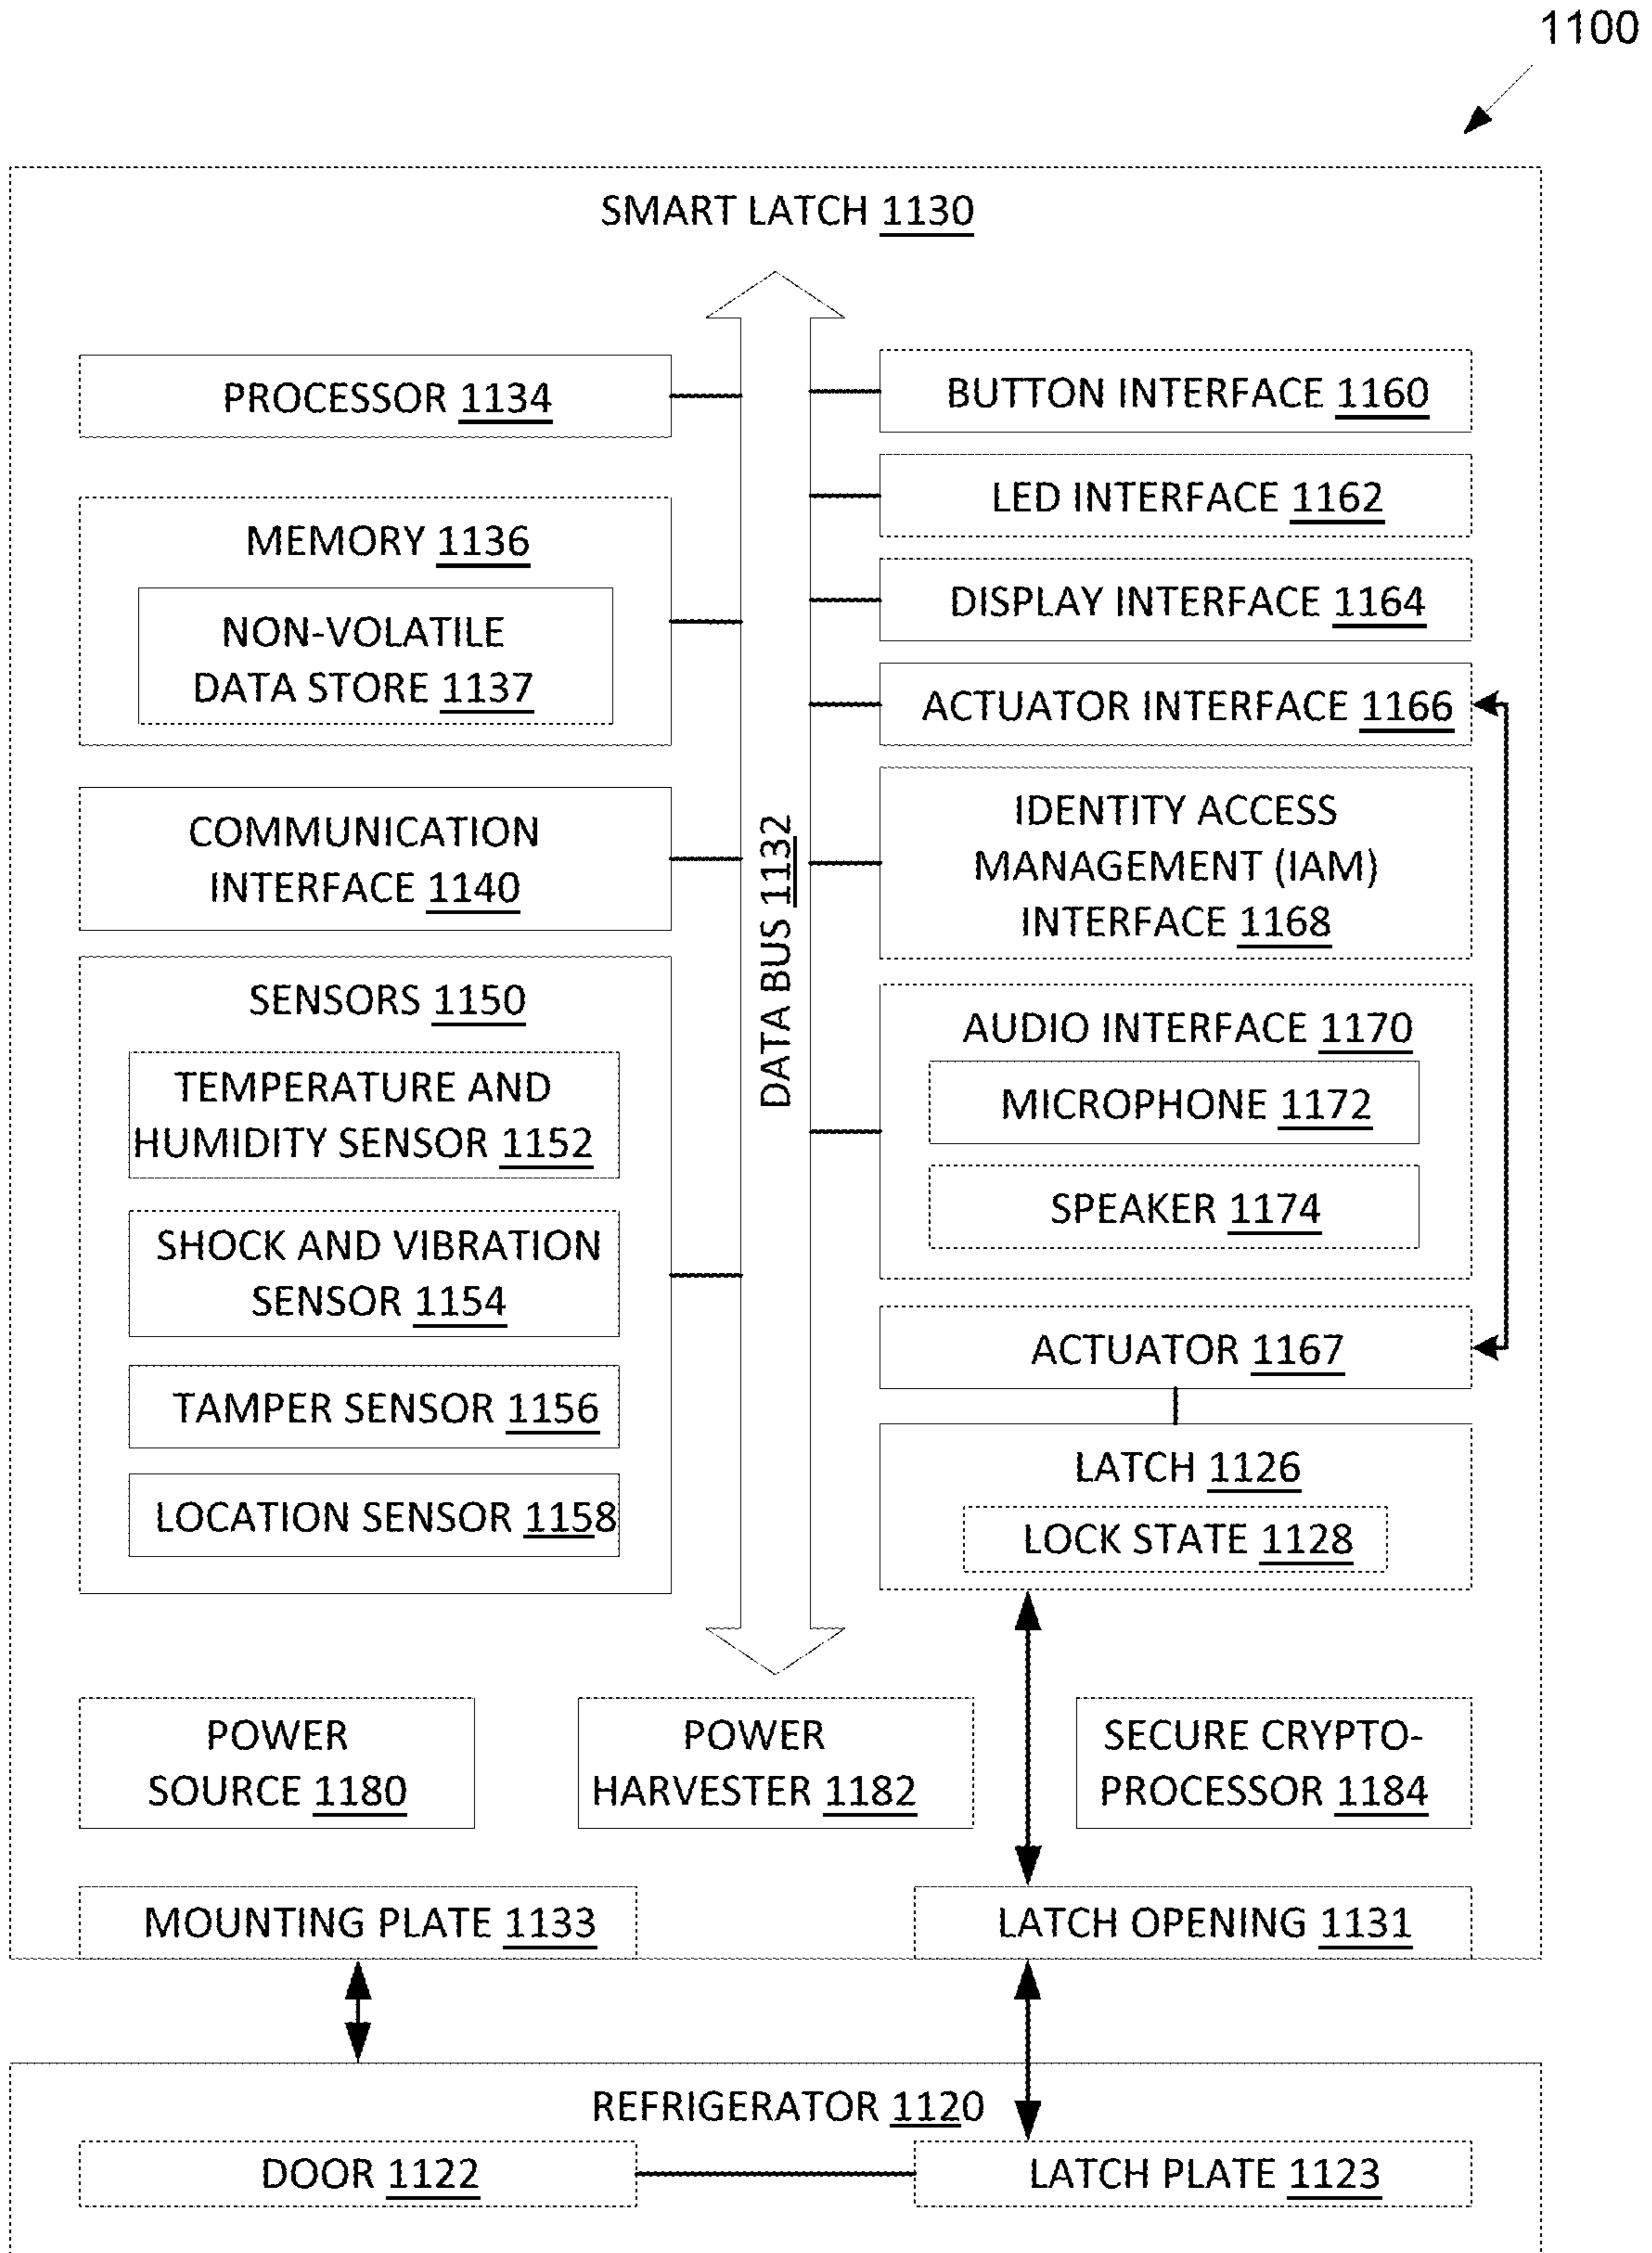 1100
SMART LATCH 1130
PROCESSOR 1134
MEMORY 1136
NON-VOLATILE
DATA STORE 1137
COMMUNICATION
INTERFACE 1140
SENSORS 1150
TEMPERATURE AND
HUMIDITY SENSOR 1152
SHOCK AND VIBRATION
SENSOR 1154
TAMPER SENSOR 1156
LOCATION SENSOR 1158
DATA BUS 1132
BUTTON INTERFACE 1160
LED INTERFACE 1162
DISPLAY INTERFACE 1164
ACTUATOR INTERFACE 1166
IDENTITY ACCESS
MANAGEMENT (IAM)
INTERFACE 1168
AUDIO INTERFACE 1170
MICROPHONE 1172
SPEAKER 1174
ACTUATOR 1167
LATCH 1126
LOCK STATE 1128
POWER
SOURCE 1180
POWER
HARVESTER 1182
SECURE CRYPTO-
PROCESSOR 1184
MOUNTING PLATE 1133
LATCH OPENING 1131
REFRIGERATOR 1120
DOOR 1122
LATCH PLATE 1123